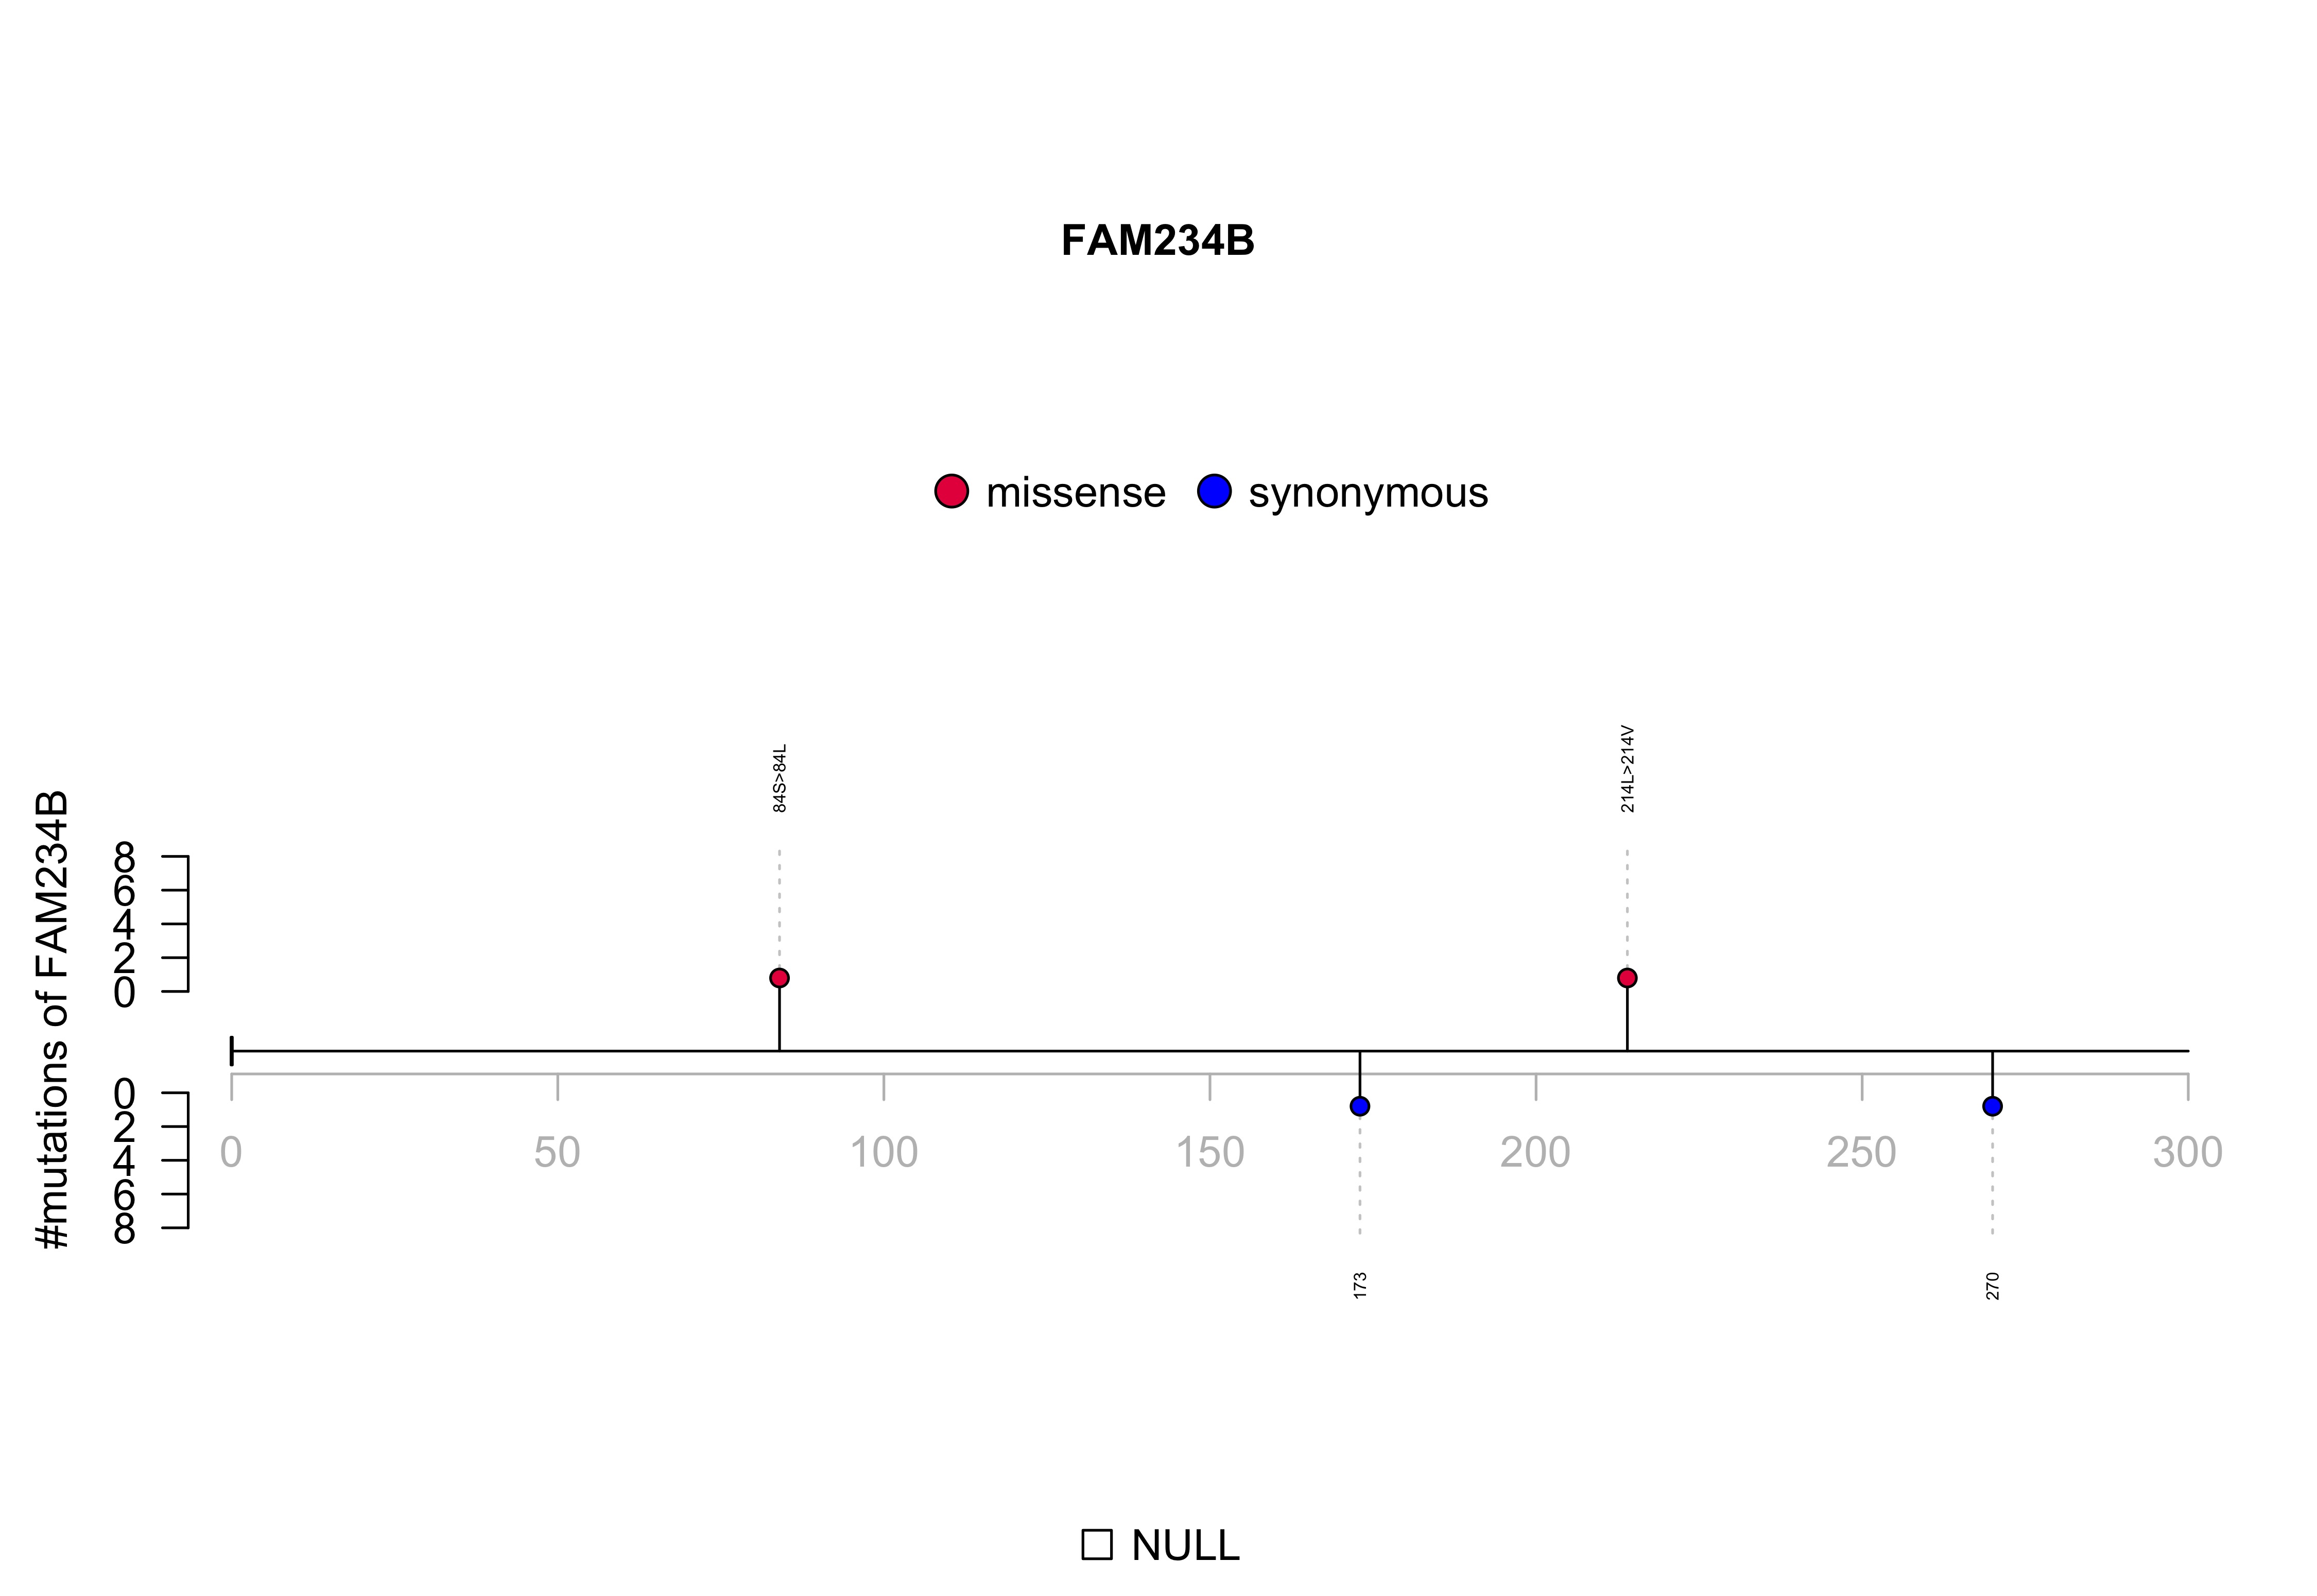 FAM234B
missense synonymous
84S>84L
214L>214V
#mutations of FAM234B
8
6
4
2
0
0
2
4
6
8
0 50 100 150 200 250 300
173
270
NULL